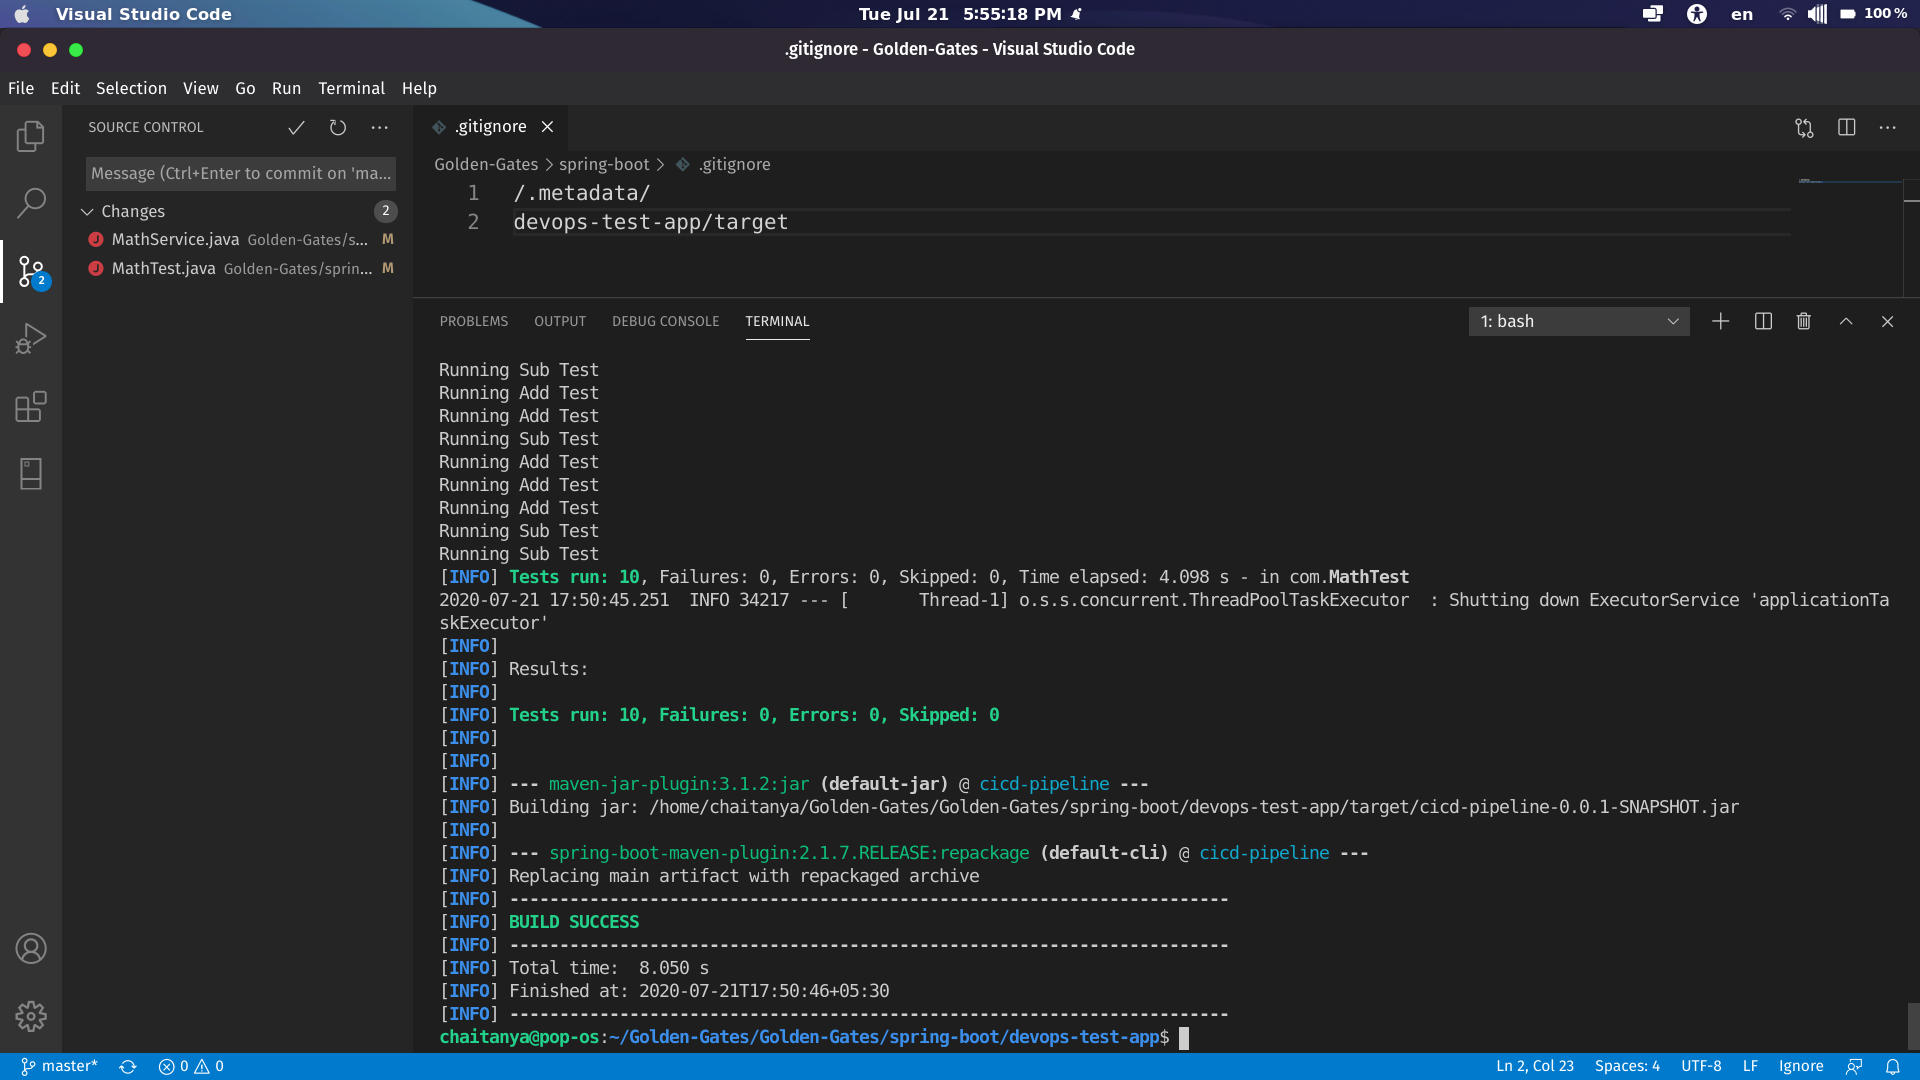 Visual Studio Code
Tue Jul 21 5:55:18 PM
en
100 %
.gitignore - Golden-Gates - Visual Studio Code
File Edit Selection View Go Run Terminal Help
SOURCE CONTROL
Message (Ctrl+Enter to commit on 'ma...
Changes 2
MathService.java Golden-Gates/s... M
MathTest.java Golden-Gates/sprin... M
2
.gitignore
Golden-Gates > spring-boot > .gitignore
1 /.metadata/
2 devops-test-app/target
PROBLEMS OUTPUT DEBUG CONSOLE TERMINAL
1: bash
Running Sub Test
Running Add Test
Running Add Test
Running Sub Test
Running Add Test
Running Add Test
Running Add Test
Running Sub Test
Running Sub Test
[INFO] Tests run: 10, Failures: 0, Errors: 0, Skipped: 0, Time elapsed: 4.098 s - in com.MathTest
2020-07-21 17:50:45.251  INFO 34217 --- [       Thread-1] o.s.s.concurrent.ThreadPoolTaskExecutor  : Shutting down ExecutorService 'applicationTa
skExecutor'
[INFO]
[INFO] Results:
[INFO]
[INFO] Tests run: 10, Failures: 0, Errors: 0, Skipped: 0
[INFO]
[INFO]
[INFO] --- maven-jar-plugin:3.1.2:jar (default-jar) @ cicd-pipeline ---
[INFO] Building jar: /home/chaitanya/Golden-Gates/Golden-Gates/spring-boot/devops-test-app/target/cicd-pipeline-0.0.1-SNAPSHOT.jar
[INFO]
[INFO] --- spring-boot-maven-plugin:2.1.7.RELEASE:repackage (default-cli) @ cicd-pipeline ---
[INFO] Replacing main artifact with repackaged archive
[INFO] ------------------------------------------------------------------------
[INFO] BUILD SUCCESS
[INFO] ------------------------------------------------------------------------
[INFO] Total time:  8.050 s
[INFO] Finished at: 2020-07-21T17:50:46+05:30
[INFO] ------------------------------------------------------------------------
chaitanya@pop-os:~/Golden-Gates/Golden-Gates/spring-boot/devops-test-app$
master* 0 0
Ln 2, Col 23 Spaces: 4 UTF-8 LF Ignore